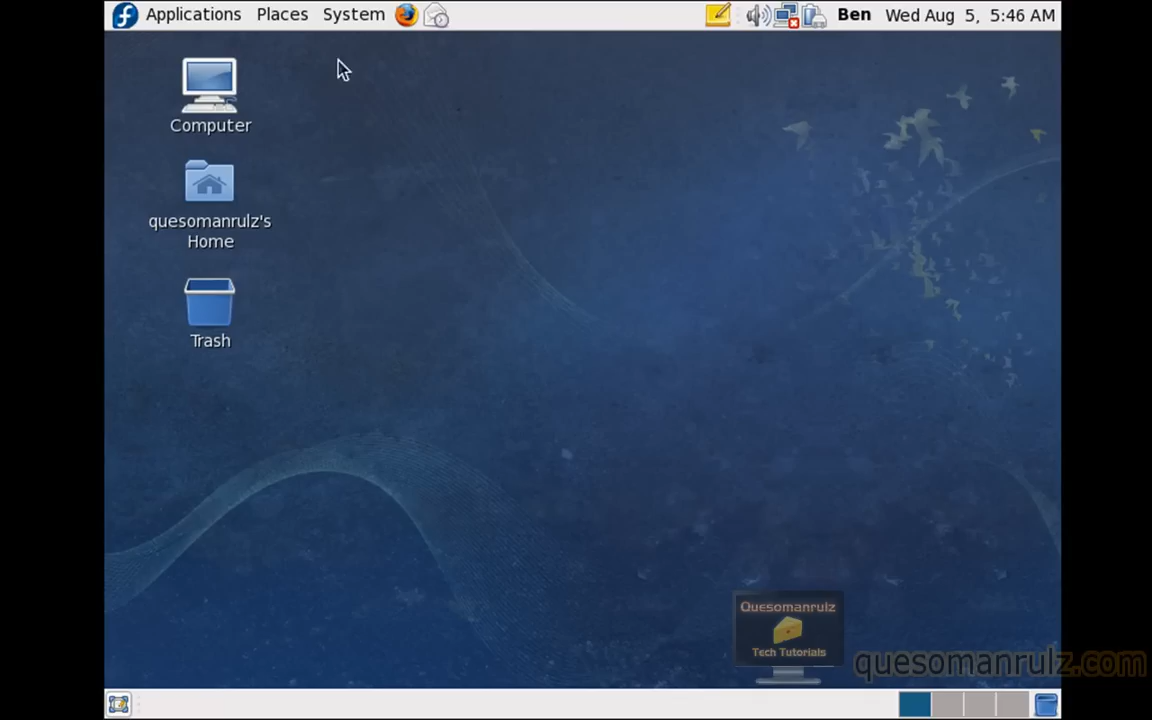 Applications Places System Ben Wed Aug 5, 5:46 AM
Computer
quesomanrulz's
Home
Trash
Quesomanrulz
Tech Tutorials
quesomanrulz.com